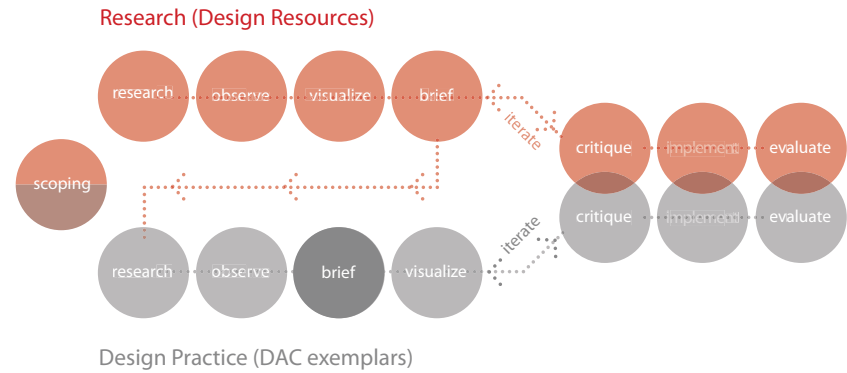 Research (Design Resources)
research observe visualize brief
iterate
critique implement evaluate
scoping
critique implement evaluate
iterate
research observe brief visualize
Design Practice (DAC exemplars)